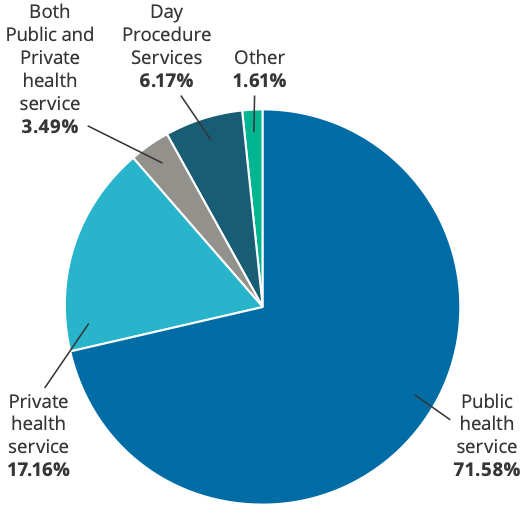 Both
Public and
Private
health
service
3.49%
Day
Procedure
Services
6.17%
Other
1.61%
Private
health
service
17.16%
Public
health
service
71.58%